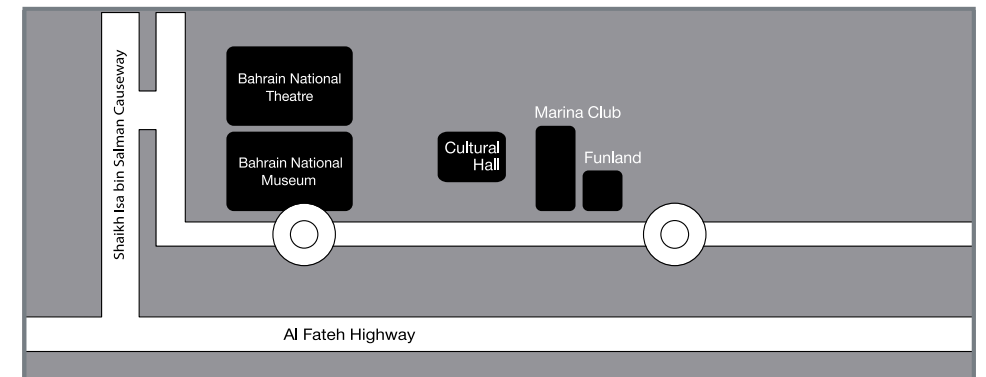 Shaikh Isa bin Salman Causeway
Bahrain National
Theatre
Bahrain National
Museum
Cultural
Hall
Marina Club
Funland
Al Fateh Highway